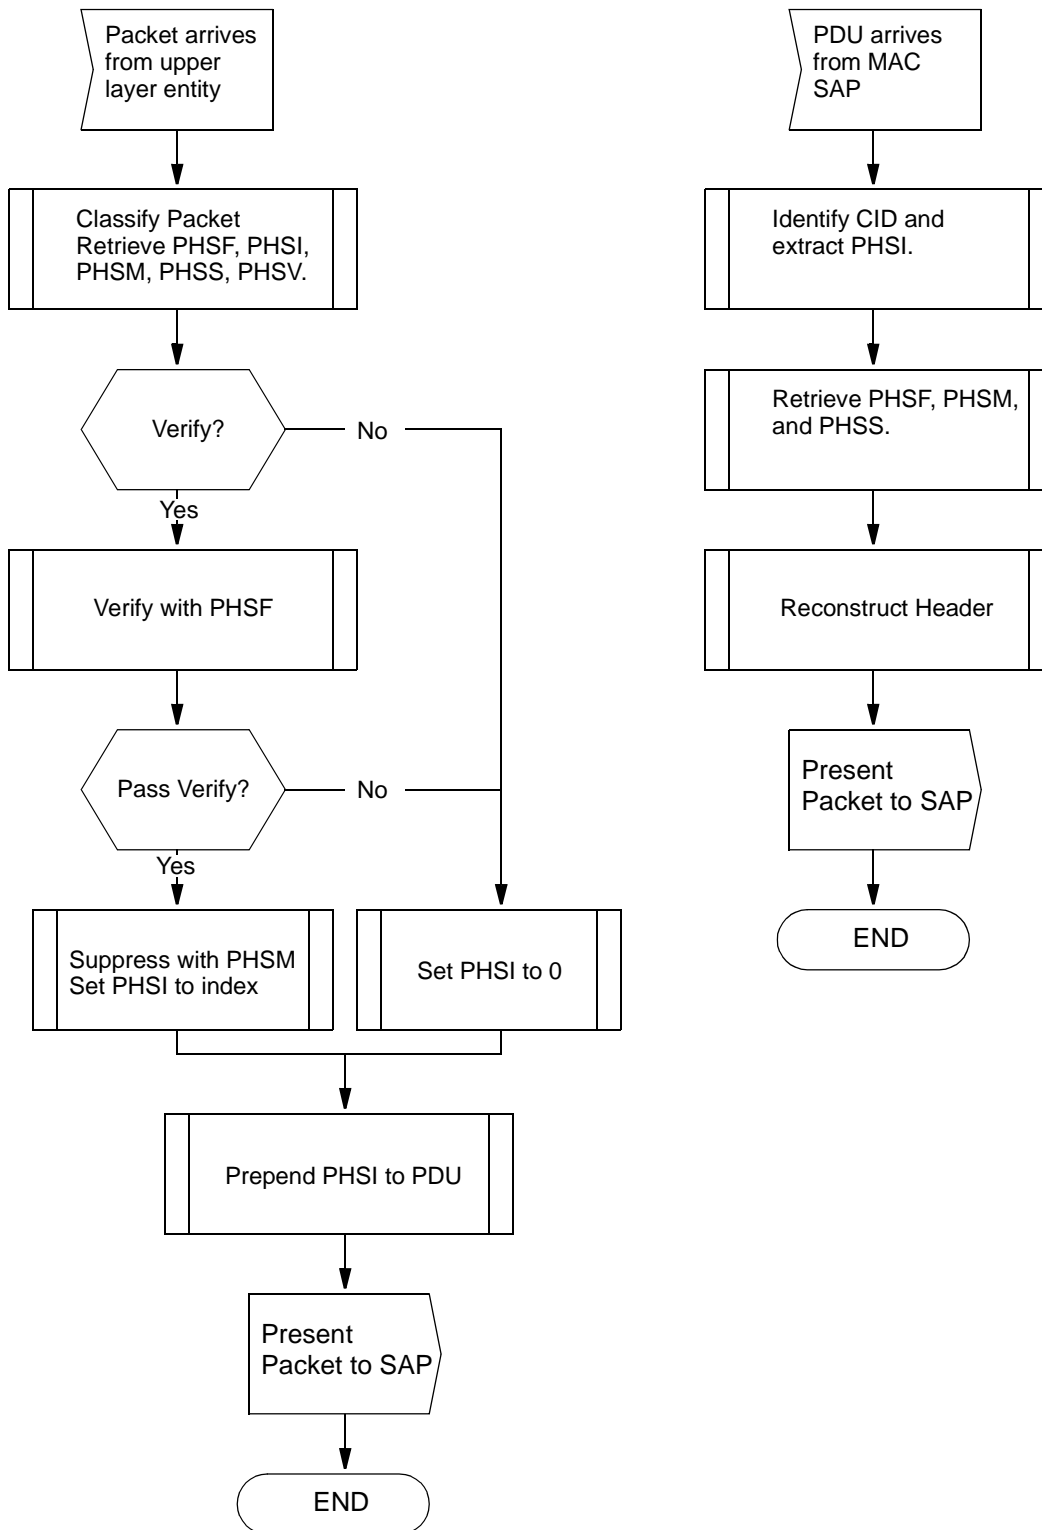 Packet arrives
from upper
layer entity
Classify Packet
Retrieve PHSF, PHSI,
PHSM, PHSS, PHSV.
Verify?
No
Yes
Verify with PHSF
Pass Verify?
No
Yes
Suppress with PHSM
Set PHSI to index
Set PHSI to 0
Prepend PHSI to PDU
Present
Packet to SAP
END
PDU arrives
from MAC
SAP
Identify CID and
extract PHSI.
Retrieve PHSF, PHSM,
and PHSS.
Reconstruct Header
Present
Packet to SAP
END